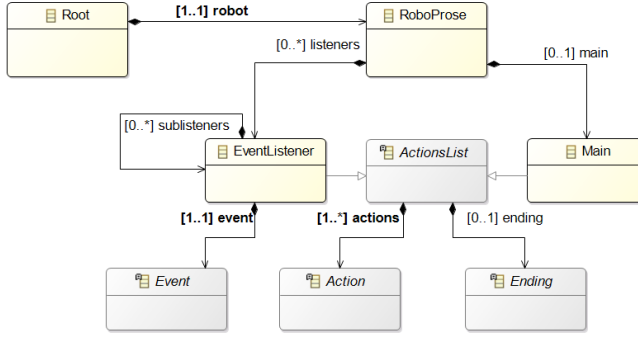 Root
[1..1] robot
RoboProse
[0..*] listeners
[0..1] main
[0..*] sublisteners
EventListener
ActionsList
Main
[1..1] event
[1..*] actions
[0..1] ending
Event
Action
Ending